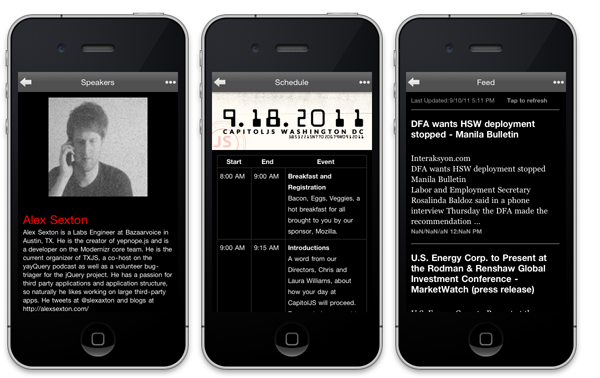 Speakers
Alex Sexton
Alex Sexton is a Labs Engineer at Bazaarvoice in
Austin, TX. He is the creator of yepnope.js and is
a developer on the Modernizr core team. He is the
current organizer of TXJS, a co-host on the
yayQuery podcast as well as a volunteer bug-
triager for the jQuery project. He has a passion for
third party applications and application structure,
so naturally he likes working on large third-party
apps. He tweets at @slexaxton and blogs at
http://alexsexton.com/
Schedule
9.18.2011
CAPITOLJS WASHINGTON DC
JS
Start End Event
8:00 AM 9:00 AM Breakfast and
Registration
Bacon, Eggs, Veggies, a
hot breakfast for all
brought to you by our
sponsor, Mozilla.
9:00 AM 9:15 AM Introductions
A word from our
Directors, Chris and
Laura Williams, about
how your day at
CapitolJS will proceed.
Feed
Last Updated:8/10/11 5:11 PM Tap to refresh
DFA wants HSW deployment
stopped - Manila Bulletin
Interaksyon.com
DFA wants HSW deployment stopped
Manila Bulletin
Labor and Employment Secretary
Rosalinda Baldoz said in a phone
interview Thursday the DFA made the
recommendation ...
NaN/NaN/aN 12:NaN PM
U.S. Energy Corp. to Present at
the Rodman & Renshaw Global
Investment Conference -
MarketWatch (press release)